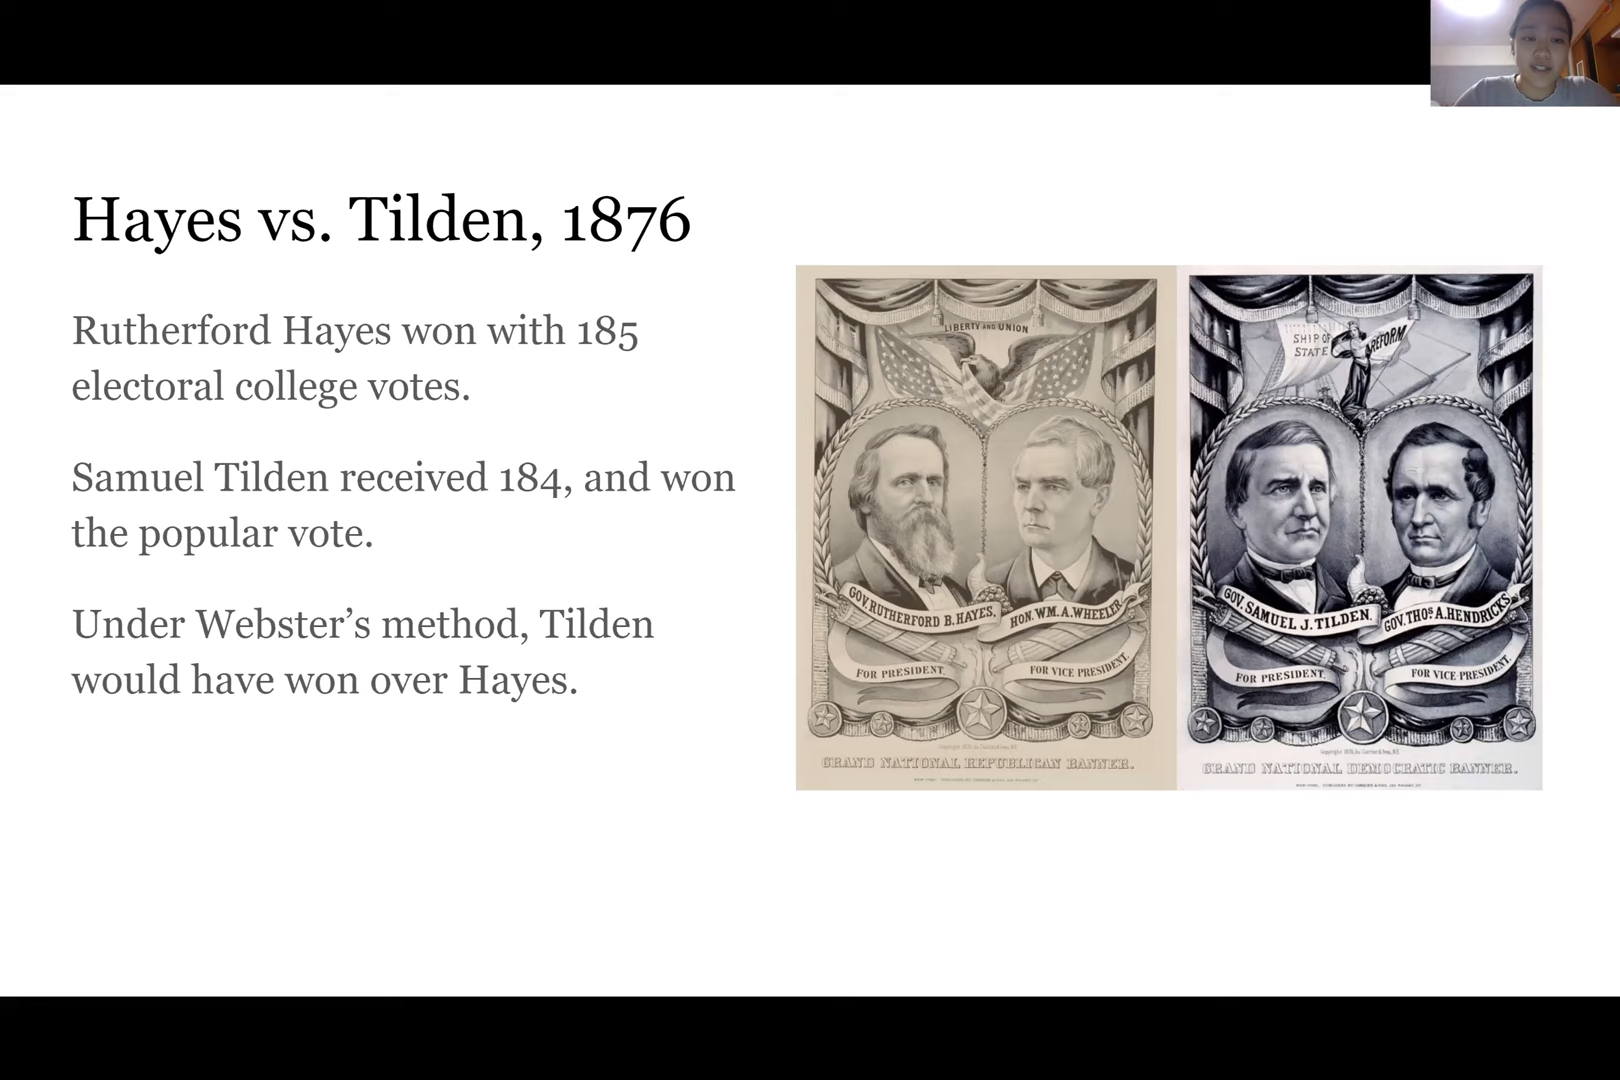 Hayes vs. Tilden, 1876
Rutherford Hayes won with 185
electoral college votes.
Samuel Tilden received 184, and won
the popular vote.
Under Webster’s method, Tilden
would have won over Hayes.
LIBERTY AND UNION
GOV. RUTHERFORD B. HAYES,
HON. WM. A. WHEELER
FOR PRESIDENT,
FOR VICE-PRESIDENT.
GRAND NATIONAL REPUBLICAN BANNER.
SHIP OF
STATE
REFORM
GOV. SAMUEL J. TILDEN,
GOV. THOS A. HENDRICKS,
FOR PRESIDENT,
FOR VICE-PRESIDENT.
GRAND NATIONAL DEMOCRATIC BANNER.